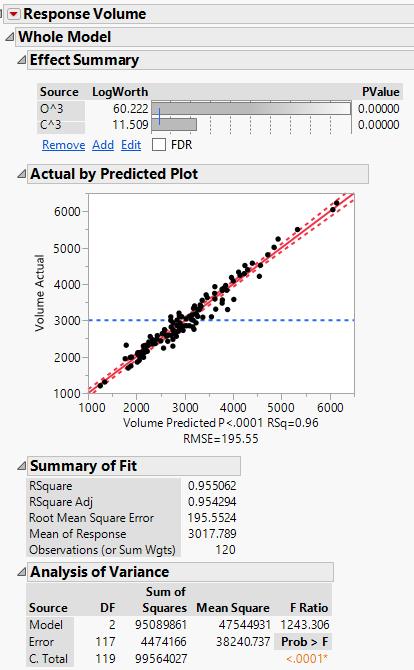 Response Volume
Whole Model
Effect Summary
Source LogWorth PValue
O^3 60.222 0.00000
C^3 11.509 0.00000
Remove Add Edit FDR
Actual by Predicted Plot
6000
5000
4000
3000
2000
1000
Volume Actual
1000 2000 3000 4000 5000 6000
Volume Predicted P<.0001 RSq=0.96
RMSE=195.55
Summary of Fit
RSquare 0.955062
RSquare Adj 0.954294
Root Mean Square Error 195.5524
Mean of Response 3017.789
Observations (or Sum Wgts) 120
Analysis of Variance
Sum of
Source DF Squares Mean Square F Ratio
Model 2 95089861 47544931 1243.306
Error 117 4474166 38240.737 Prob > F
C. Total 119 99564027 <.0001*